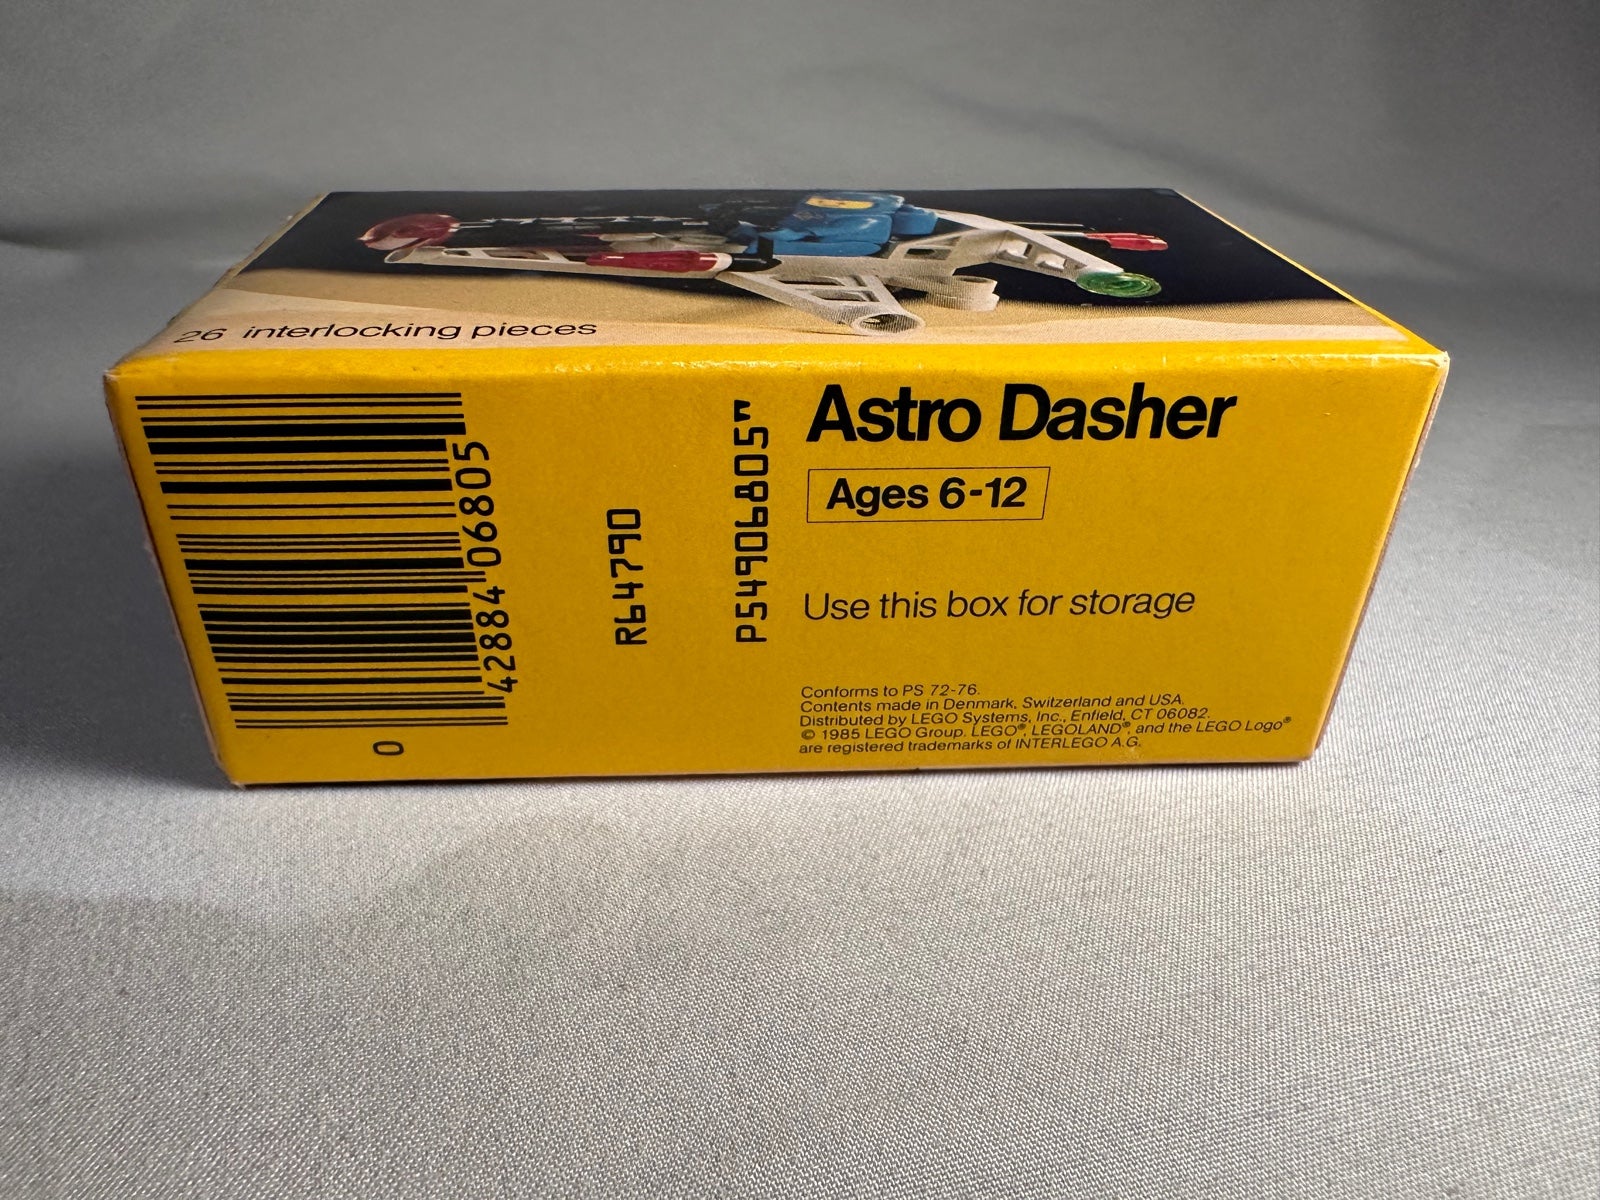 26 interlocking pieces
42884 06805
0
R64790
P54906805"
Astro Dasher
Ages 6-12
Use this box for storage
Conforms to PS 72-76.
Contents made in Denmark, Switzerland and USA.
Distributed by LEGO Systems, Inc., Enfield, CT 06082.
© 1985 LEGO Group. LEGO®, LEGOLAND®, and the LEGO Logo®
are registered trademarks of INTERLEGO A.G.